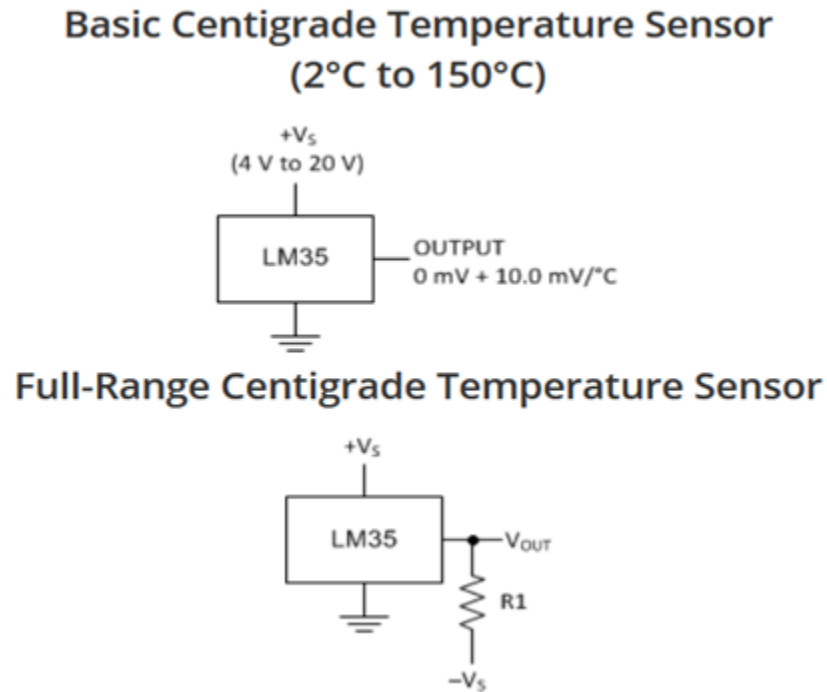 Basic Centigrade Temperature Sensor
(2°C to 150°C)
+VS
(4 V to 20 V)
LM35
OUTPUT
0 mV + 10.0 mV/°C
Full-Range Centigrade Temperature Sensor
+VS
LM35
VOUT
R1
–VS